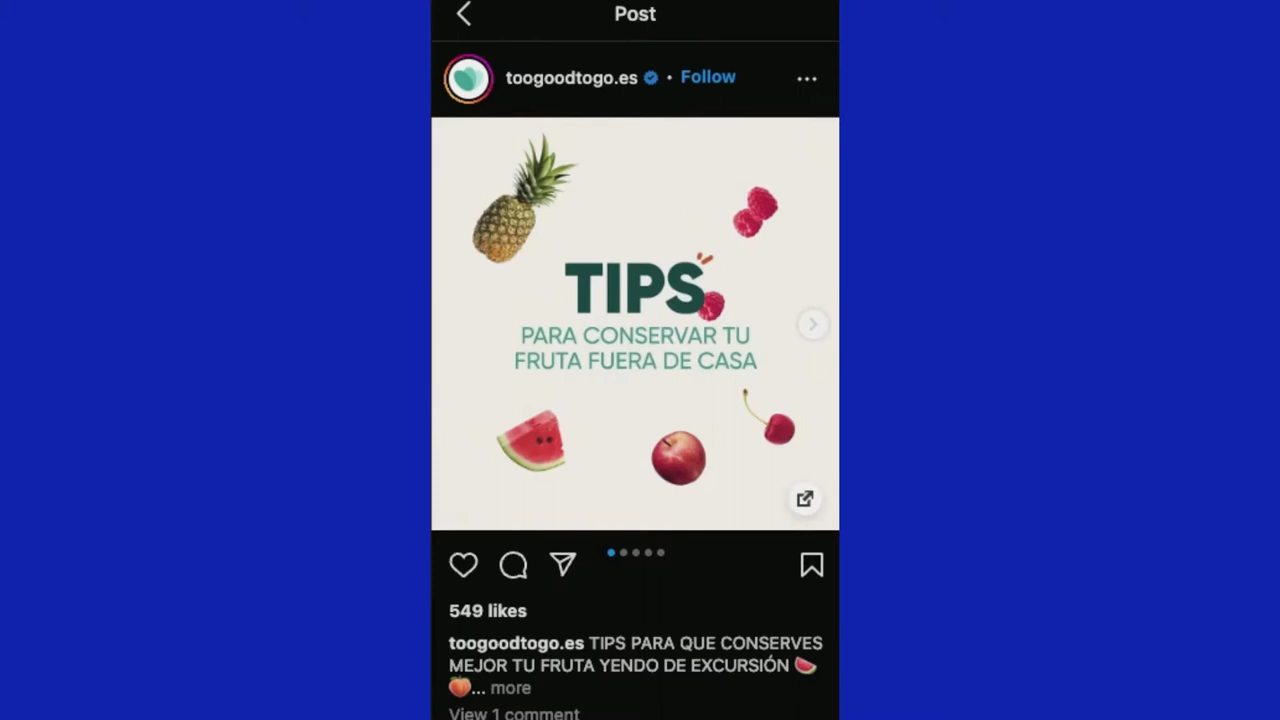 Post
toogoodtogo.es • Follow
TIPS
PARA CONSERVAR TU
FRUTA FUERA DE CASA
549 likes
toogoodtogo.es TIPS PARA QUE CONSERVES
MEJOR TU FRUTA YENDO DE EXCURSIÓN 🍉
🍑... more
View 1 comment